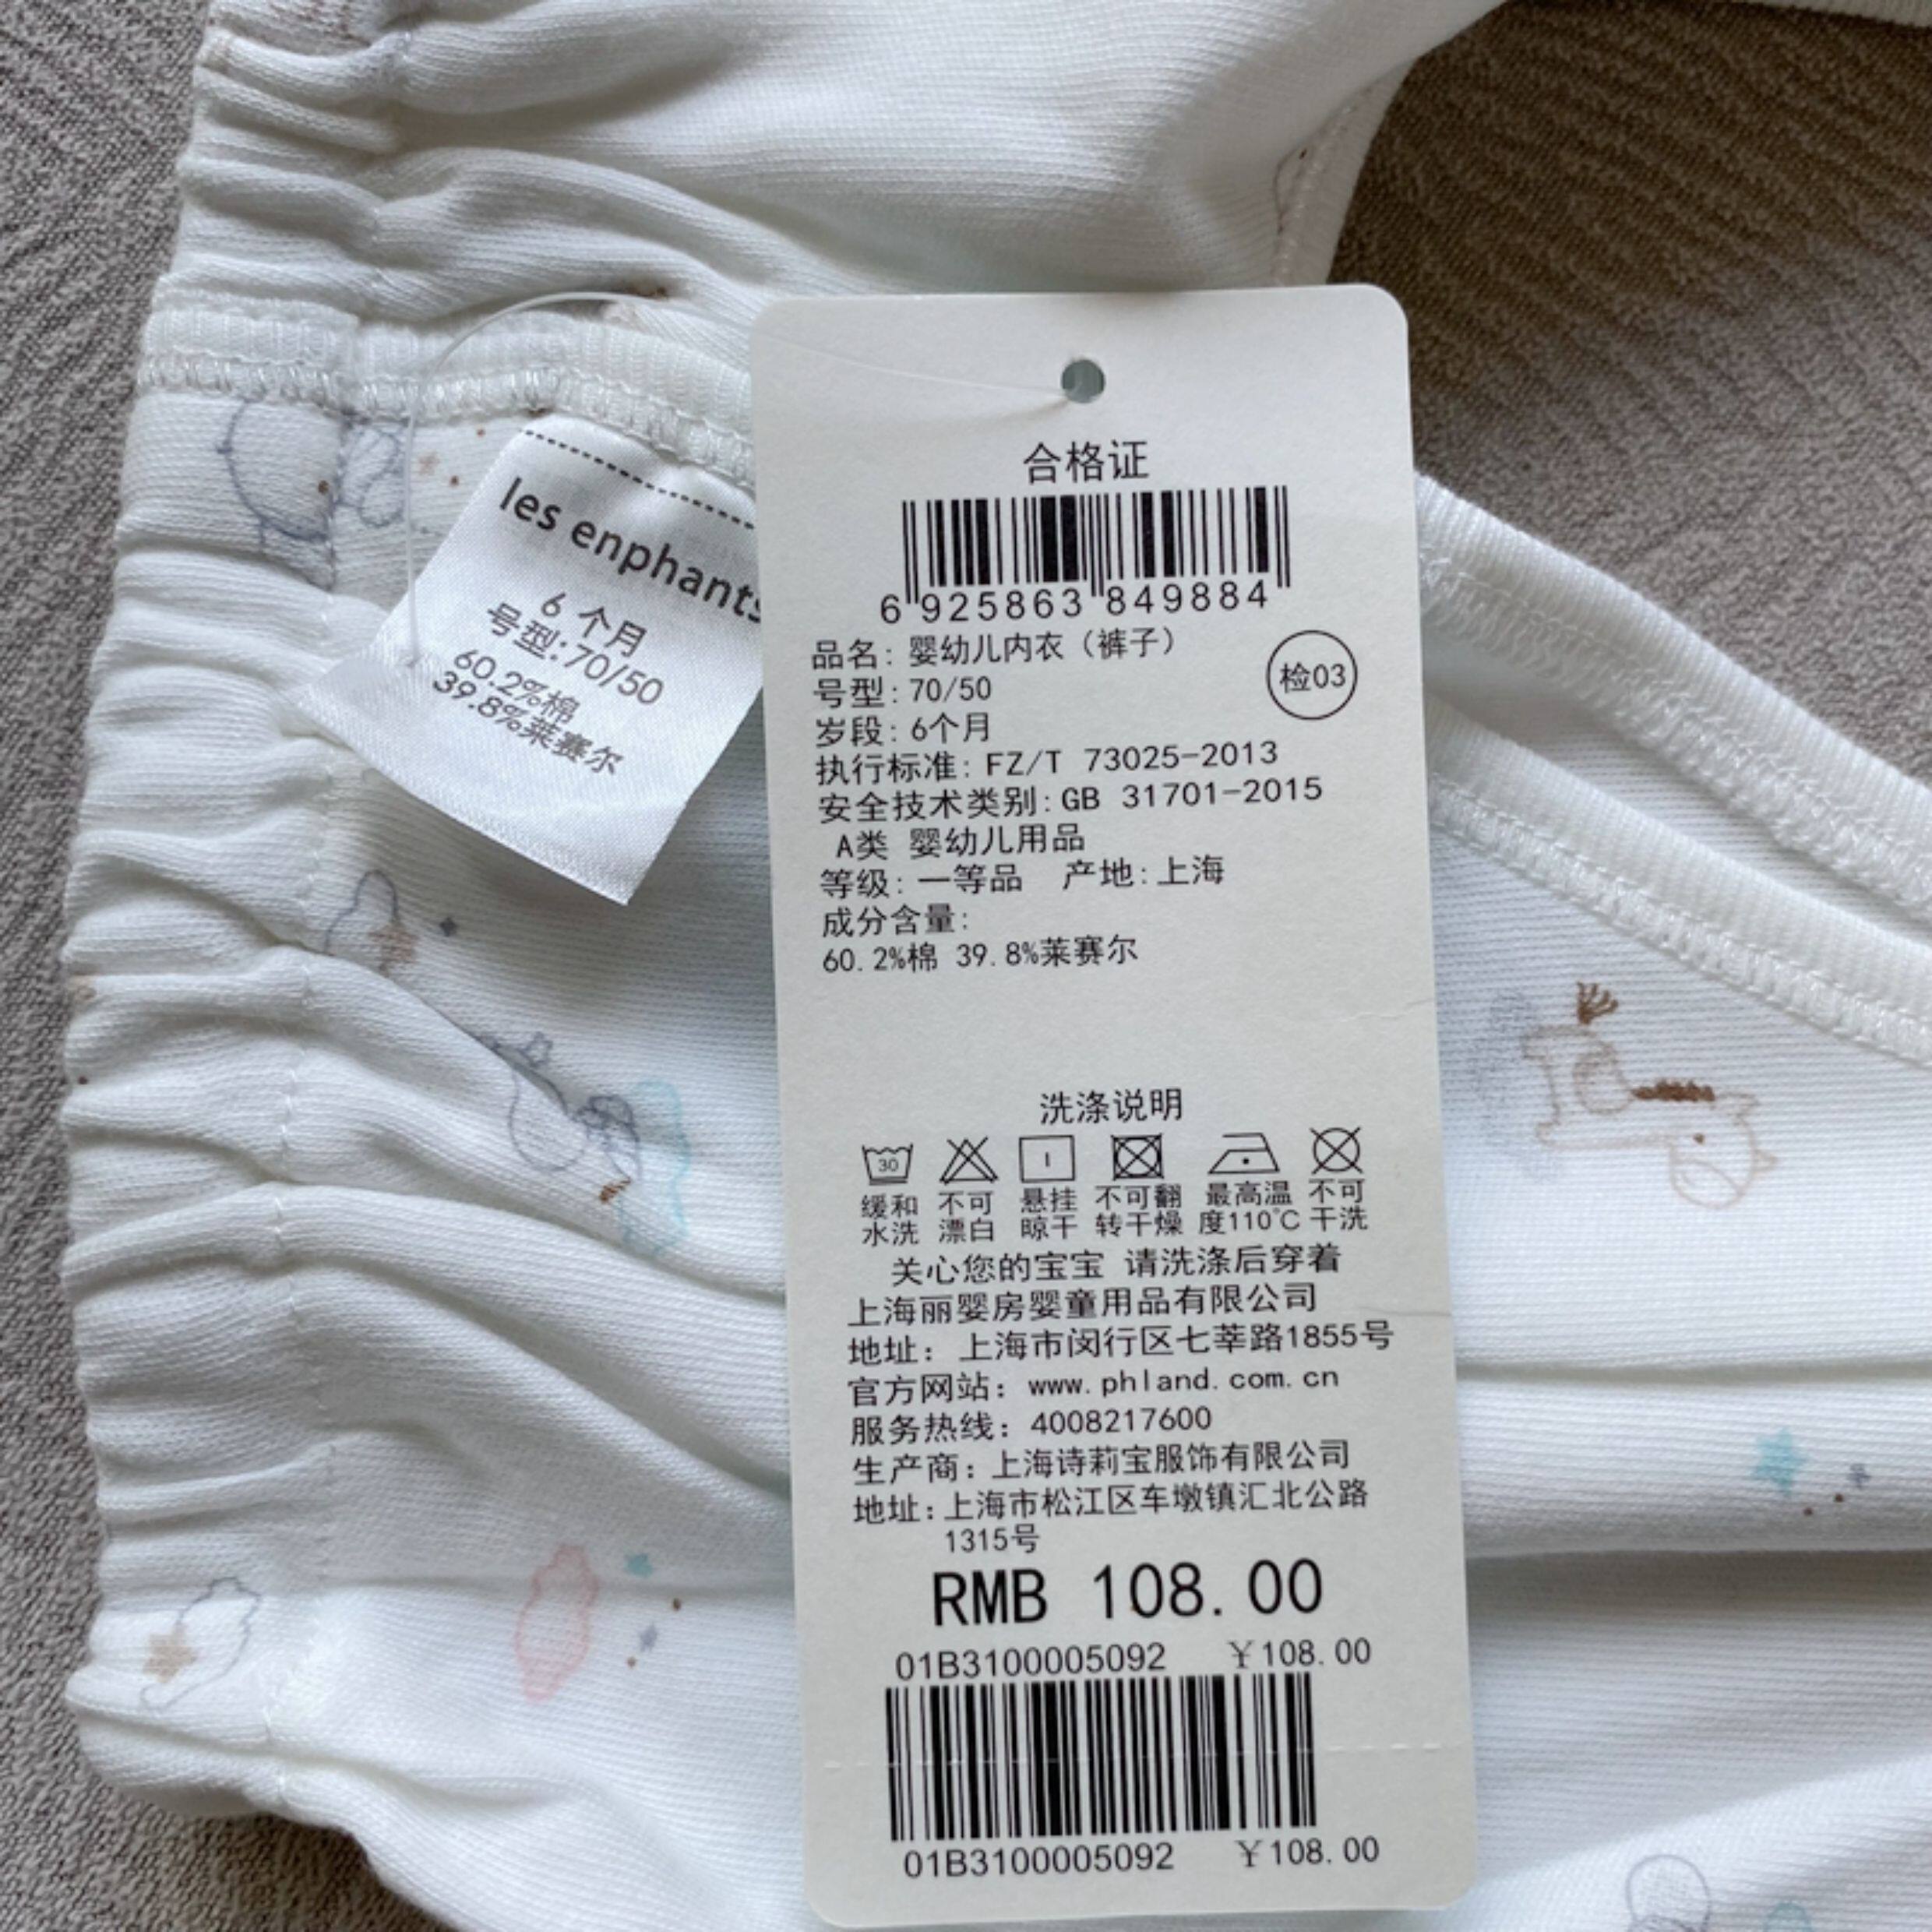 les enphants
6 个月
号型:70/50
60.2%棉
39.8%莱赛尔
合格证
6 925863 849884
品名: 婴幼儿内衣（裤子）
检03
号型: 70/50
岁段: 6个月
执行标准: FZ/T 73025-2013
安全技术类别: GB 31701-2015
A类 婴幼儿用品
等级: 一等品 产地: 上海
成分含量:
60.2%棉 39.8%莱赛尔
洗涤说明
30
缓和 不可 悬挂 不可翻 最高温 不可
水洗 漂白 晾干 转干燥 度110℃ 干洗
关心您的宝宝 请洗涤后穿着
上海丽婴房婴童用品有限公司
地址: 上海市闵行区七莘路1855号
官方网站: www.phland.com.cn
服务热线: 4008217600
生产商: 上海诗莉宝服饰有限公司
地址: 上海市松江区车墩镇汇北公路
1315号
RMB 108.00
01B3100005092 ￥108.00
01B3100005092 ￥108.00